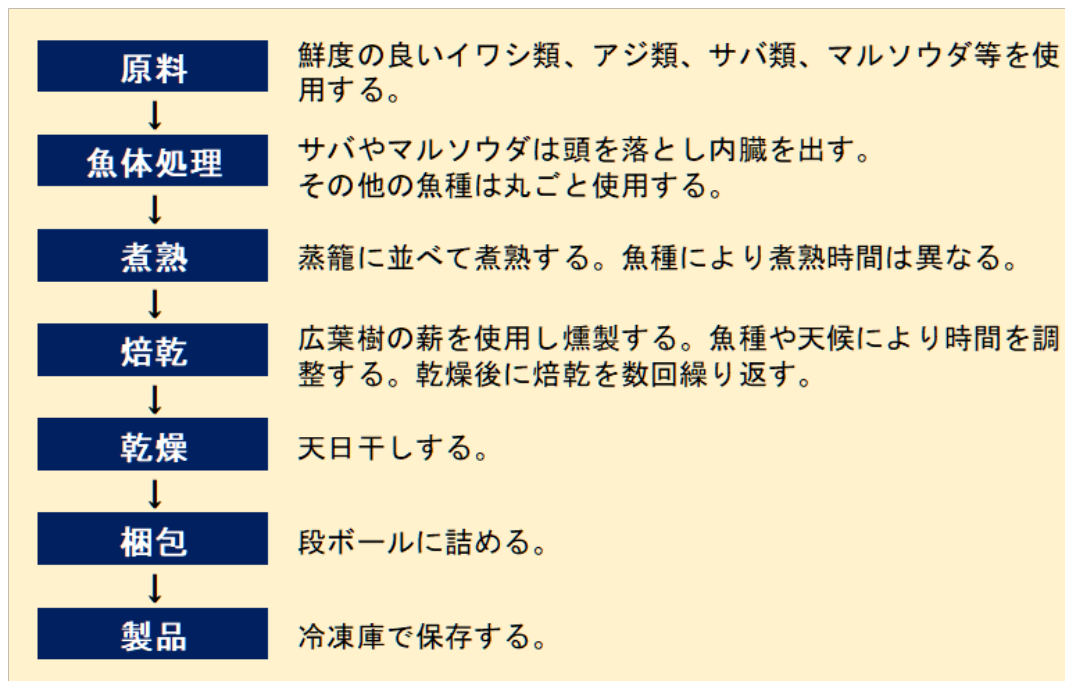 原料
鮮度の良いイワシ類、アジ類、サバ類、マルソウダ等を使
用する。
↓
魚体処理
サバやマルソウダは頭を落とし内臓を出す。
その他の魚種は丸ごと使用する。
↓
煮熟
蒸籠に並べて煮熟する。魚種により煮熟時間は異なる。
↓
焙乾
広葉樹の薪を使用し燻製する。魚種や天候により時間を調
整する。乾燥後に焙乾を数回繰り返す。
↓
乾燥
天日干しする。
↓
梱包
段ボールに詰める。
↓
製品
冷凍庫で保存する。